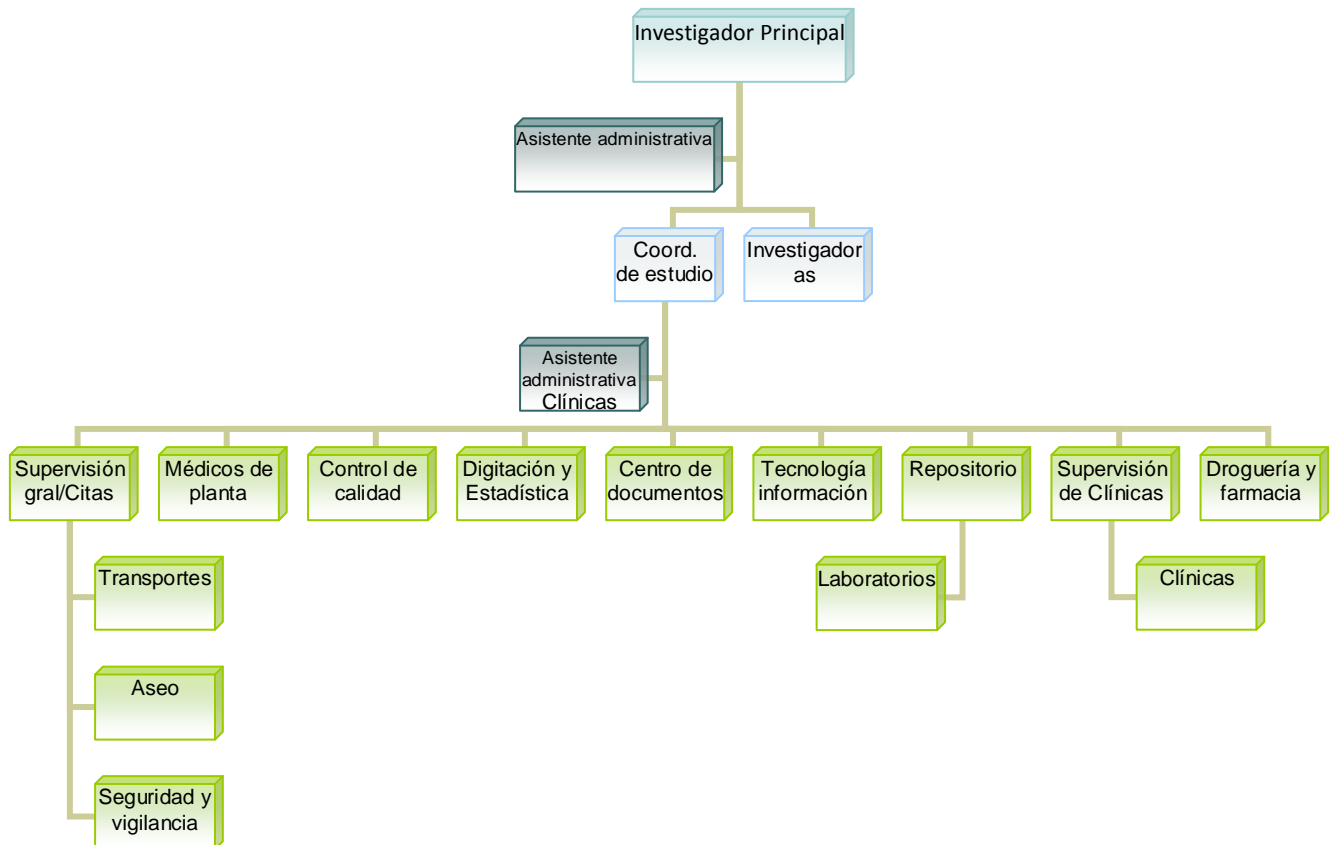 Investigador Principal
Asistente administrativa
Coord.
de estudio
Investigador
as
Asistente
administrativa
Clínicas
Supervisión
gral/Citas
Médicos de
planta
Control de
calidad
Digitación y
Estadística
Centro de
documentos
Tecnología
información
Repositorio
Supervisión
de Clínicas
Droguería y
farmacia
Transportes
Laboratorios
Clínicas
Aseo
Seguridad y
vigilancia